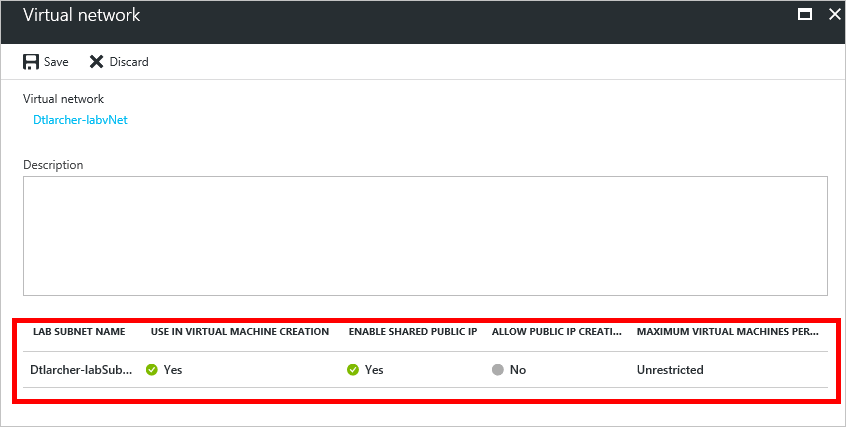 Virtual network
Save Discard
Virtual network
Dtlarcher-labvNet
Description
LAB SUBNET NAME USE IN VIRTUAL MACHINE CREATION ENABLE SHARED PUBLIC IP ALLOW PUBLIC IP CREATI... MAXIMUM VIRTUAL MACHINES PER...
Dtlarcher-labSub... Yes Yes No Unrestricted